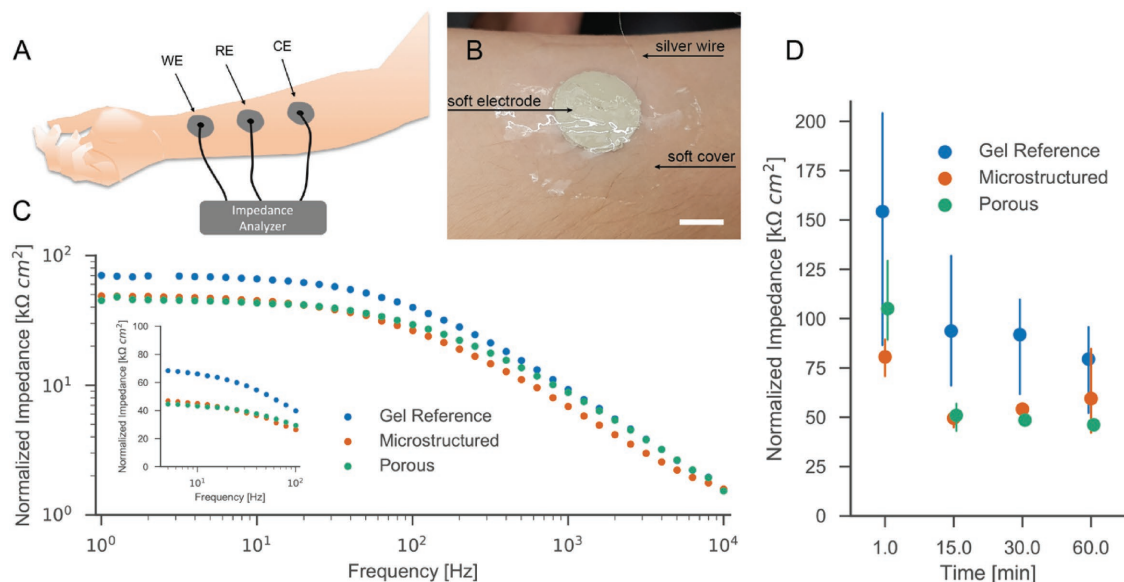 A
WE
RE
CE
Impedance
Analyzer
B
silver wire
soft electrode
soft cover
C
Normalized Impedance [kΩ cm²]
10²
10¹
10⁰
10⁰
10¹
10²
10³
10⁴
Frequency [Hz]
Gel Reference
Microstructured
Porous
Normalized Impedance [kΩ cm²]
100
80
60
40
20
0
10¹
10²
Frequency [Hz]
D
Normalized Impedance [kΩ cm²]
200
175
150
125
100
75
50
25
0
Gel Reference
Microstructured
Porous
1.0
15.0
30.0
60.0
Time [min]